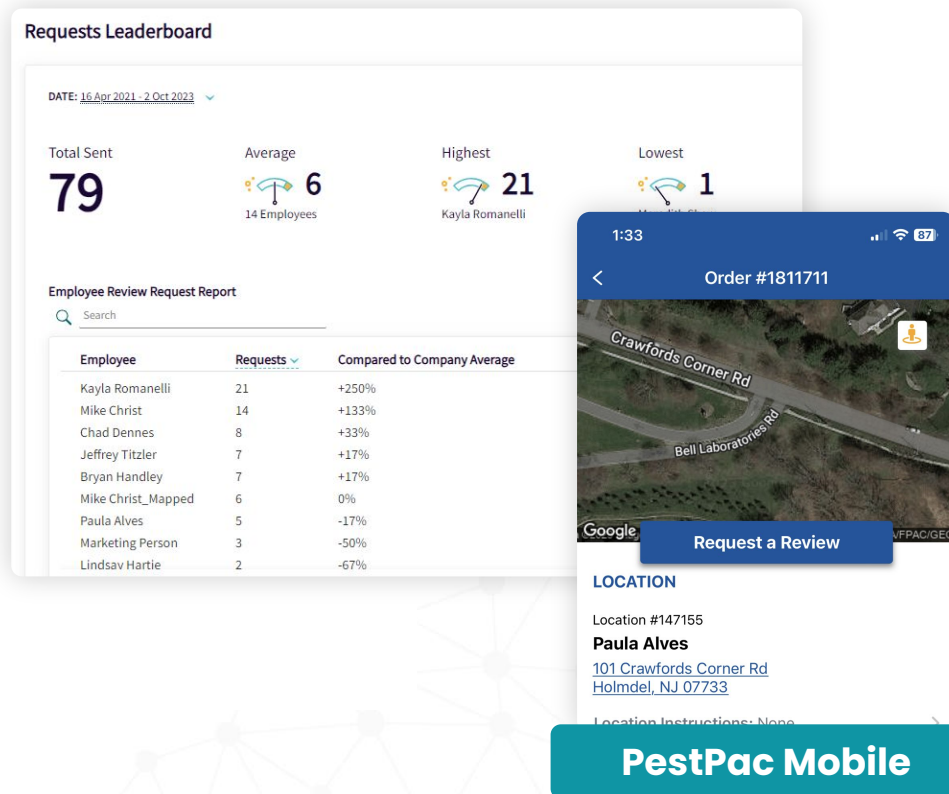 Requests Leaderboard
DATE: 16 Apr 2021 - 2 Oct 2023
Total Sent
79
Average
6
14 Employees
Highest
21
Kayla Romanelli
Lowest
1
Employee Review Request Report
Search
Employee Requests Compared to Company Average
Kayla Romanelli 21 +250%
Mike Christ 14 +133%
Chad Dennes 8 +33%
Jeffrey Titzler 7 +17%
Bryan Handley 7 +17%
Mike Christ_Mapped 6 0%
Paula Alves 5 -17%
Marketing Person 3 -50%
Lindsay Hartie 2 -67%
1:33
87
Order #1811711
Crawfords Corner Rd
Bell Laboratories Rd
Google
VFPAC/GEO
Request a Review
LOCATION
Location #147155
Paula Alves
101 Crawfords Corner Rd
Holmdel, NJ 07733
Location Instructions: None
PestPac Mobile